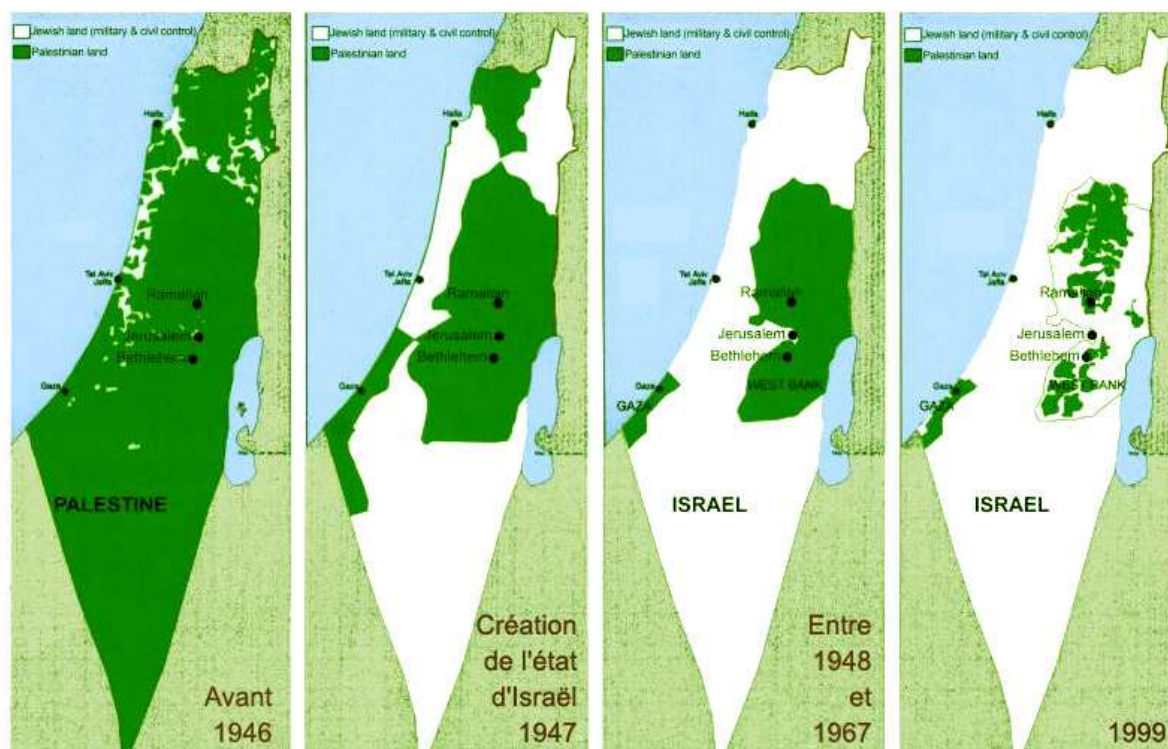 Jewish land (military & civil control)
Palestinian land
Haifa
Tel Aviv
Jaffa
Ramallah
Jerusalem
Bethlehem
Gaza
PALESTINE
Avant
1946
Jewish land (military & civil control)
Palestinian land
Haifa
Tel Aviv
Jaffa
Ramallah
Jerusalem
Bethlehem
Gaza
Création
de l'état
d'Israël
1947
Jewish land (military & civil control)
Palestinian land
Haifa
Tel Aviv
Jaffa
Ramallah
Jerusalem
Bethlehem
Gaza
WEST BANK
GAZA
ISRAEL
Entre
1948
et
1967
Jewish land (military & civil control)
Palestinian land
Haifa
Tel Aviv
Jaffa
Ramallah
Jerusalem
Bethlehem
Gaza
WEST BANK
GAZA
ISRAEL
1999